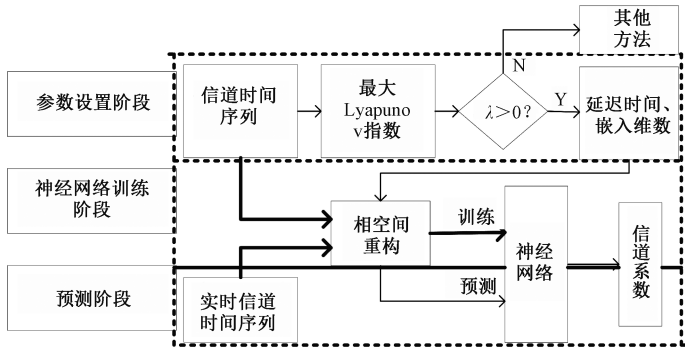 其他
方法
N
参数设置阶段
信道时间
序列
最大
Lyapuno
v指数
λ>0?
Y
延迟时间、
嵌入维数
神经网络训练
阶段
相空间
重构
训练
神经
网络
信道系数
预测阶段
实时信道
时间序列
预测